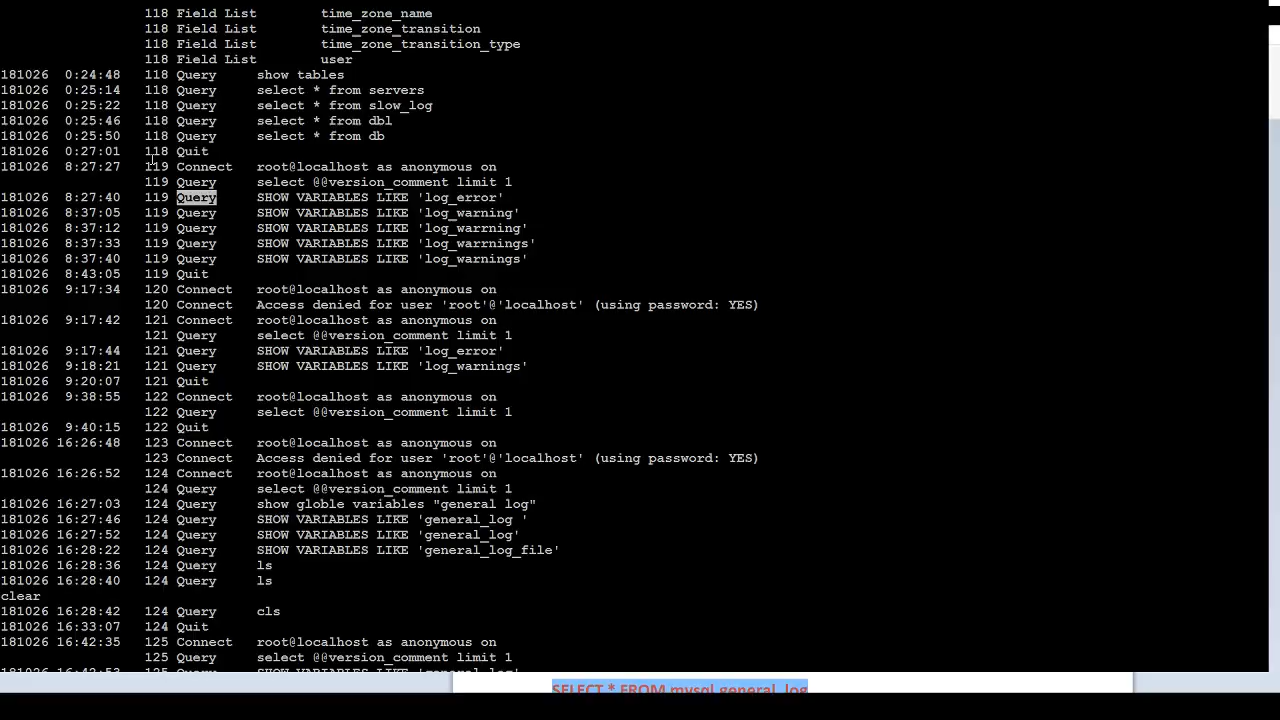 118 Field List time_zone_name
118 Field List time_zone_transition
118 Field List time_zone_transition_type
118 Field List user
181026 0:24:48 118 Query show tables
181026 0:25:14 118 Query select * from servers
181026 0:25:22 118 Query select * from slow_log
181026 0:25:46 118 Query select * from dbl
181026 0:25:50 118 Query select * from db
181026 0:27:01 118 Quit
181026 8:27:27 119 Connect root@localhost as anonymous on
119 Query select @@version_comment limit 1
181026 8:27:40 119 Query SHOW VARIABLES LIKE 'log_error'
181026 8:37:05 119 Query SHOW VARIABLES LIKE 'log_warning'
181026 8:37:12 119 Query SHOW VARIABLES LIKE 'log_warrning'
181026 8:37:33 119 Query SHOW VARIABLES LIKE 'log_warrnings'
181026 8:37:40 119 Query SHOW VARIABLES LIKE 'log_warnings'
181026 8:43:05 119 Quit
181026 9:17:34 120 Connect root@localhost as anonymous on
120 Connect Access denied for user 'root'@'localhost' (using password: YES)
181026 9:17:42 121 Connect root@localhost as anonymous on
121 Query select @@version_comment limit 1
181026 9:17:44 121 Query SHOW VARIABLES LIKE 'log_error'
181026 9:18:21 121 Query SHOW VARIABLES LIKE 'log_warnings'
181026 9:20:07 121 Quit
181026 9:38:55 122 Connect root@localhost as anonymous on
122 Query select @@version_comment limit 1
181026 9:40:15 122 Quit
181026 16:26:48 123 Connect root@localhost as anonymous on
123 Connect Access denied for user 'root'@'localhost' (using password: YES)
181026 16:26:52 124 Connect root@localhost as anonymous on
124 Query select @@version_comment limit 1
181026 16:27:03 124 Query show globle variables "general log"
181026 16:27:46 124 Query SHOW VARIABLES LIKE 'general_log '
181026 16:27:52 124 Query SHOW VARIABLES LIKE 'general_log'
181026 16:28:22 124 Query SHOW VARIABLES LIKE 'general_log_file'
181026 16:28:36 124 Query ls
181026 16:28:40 124 Query ls
clear
181026 16:28:42 124 Query cls
181026 16:33:07 124 Quit
181026 16:42:35 125 Connect root@localhost as anonymous on
125 Query select @@version_comment limit 1
181026 16:42:53 125 Query SHOW VARIABLES LIKE 'general_log'
SELECT * FROM mysql.general_log